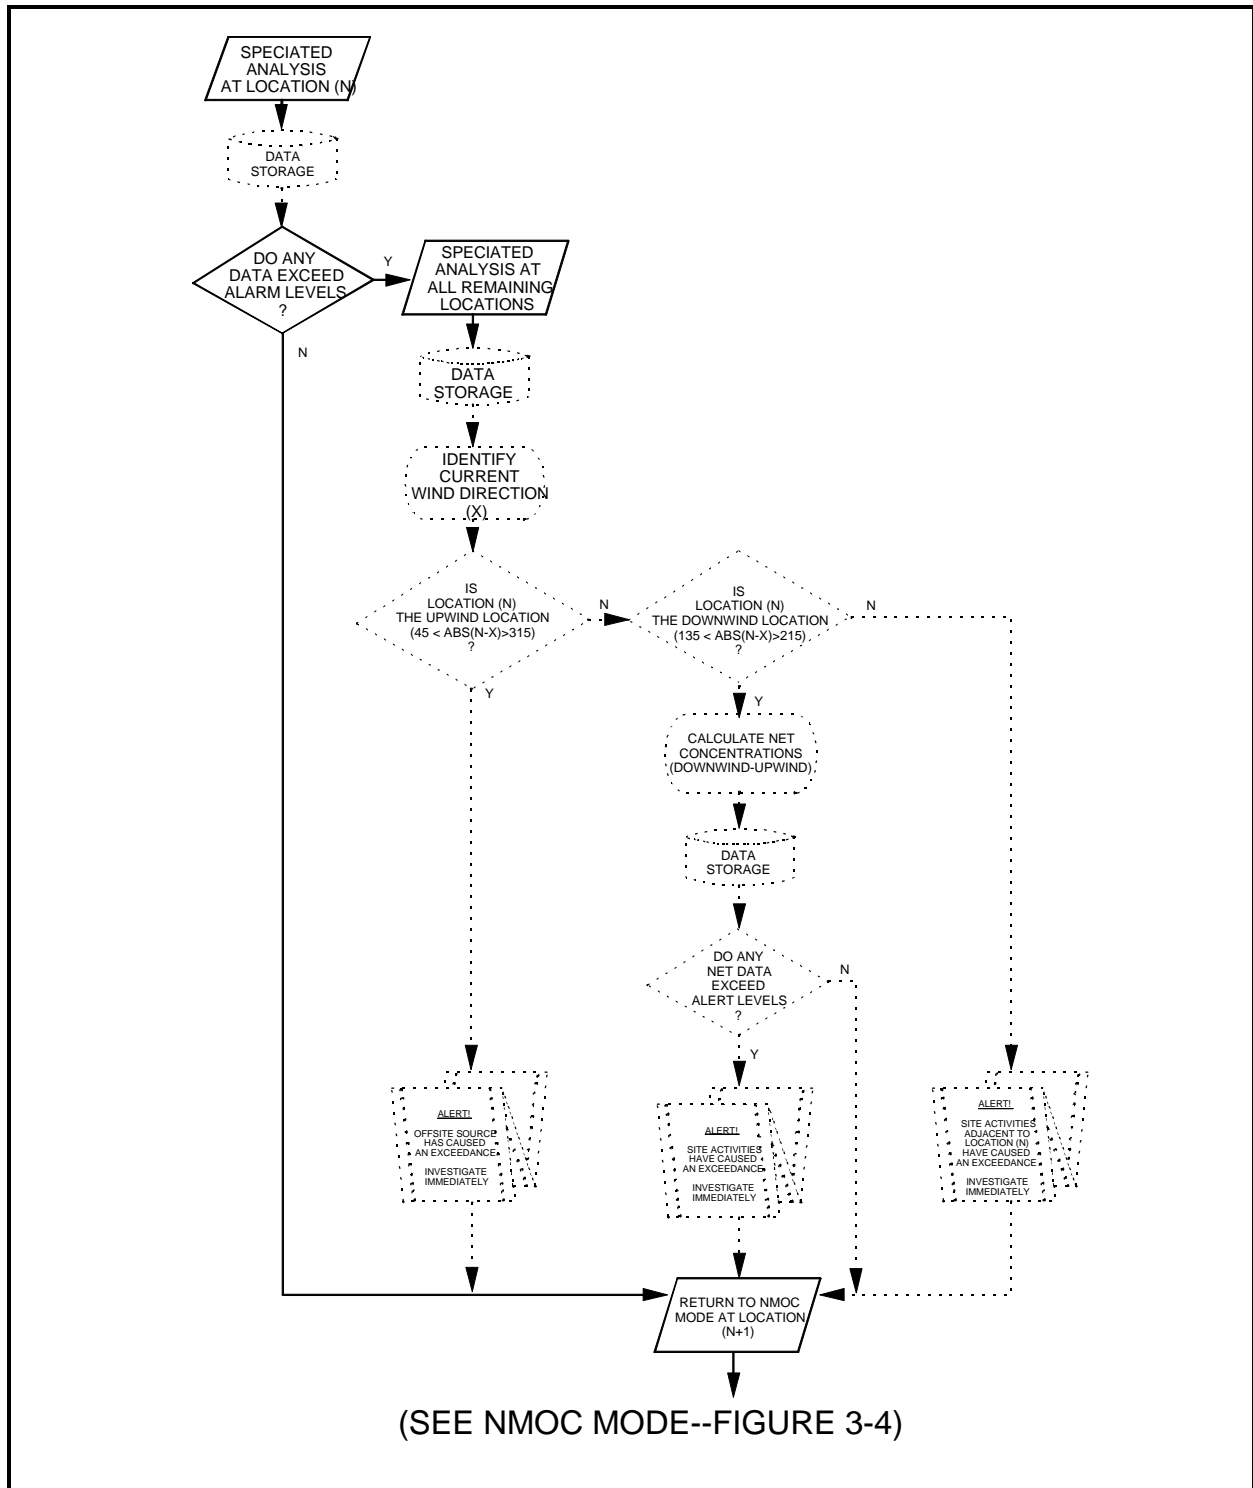 SPECIATED
ANALYSIS
AT LOCATION (N)
DATA
STORAGE
DO ANY
DATA EXCEED
ALARM LEVELS
?
Y
N
SPECIATED
ANALYSIS AT
ALL REMAINING
LOCATIONS
DATA
STORAGE
IDENTIFY
CURRENT
WIND DIRECTION
(X)
IS
LOCATION (N)
THE UPWIND LOCATION
(45 < ABS(N-X)>315)
?
N
Y
IS
LOCATION (N)
THE DOWNWIND LOCATION
(135 < ABS(N-X)>215)
?
N
Y
CALCULATE NET
CONCENTRATIONS
(DOWNWIND-UPWIND)
DATA
STORAGE
DO ANY
NET DATA
EXCEED
ALERT LEVELS
?
N
Y
ALERT!
OFFSITE SOURCE
HAS CAUSED
AN EXCEEDANCE
INVESTIGATE
IMMEDIATELY
ALERT!
SITE ACTIVITIES
HAVE CAUSED
AN EXCEEDANCE
INVESTIGATE
IMMEDIATELY
ALERT!
SITE ACTIVITIES
ADJACENT TO
LOCATION (N)
HAVE CAUSED
AN EXCEEDANCE
INVESTIGATE
IMMEDIATELY
RETURN TO NMOC
MODE AT LOCATION
(N+1)
(SEE NMOC MODE--FIGURE 3-4)